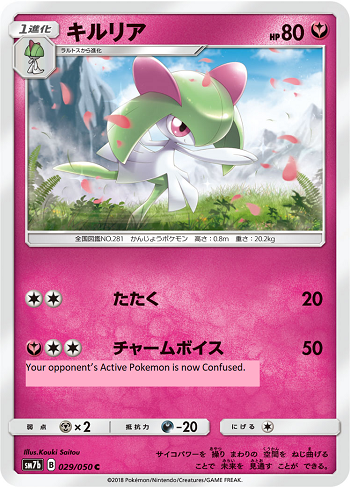 1進化
キルリア
HP 80
ラルトスから進化
全国図鑑NO.281 かんじょうポケモン 高さ:0.8m 重さ:20.2kg
たたく 20
チャームボイス 50
Your opponent's Active Pokemon is now Confused.
弱点 ×2 抵抗力 -20 にげる
Illus.Kouki Saitou
サイコパワーを 操り まわりの 空間を ねじ曲げる
ことで 未来を 見通す ことが できる。
sm7b B 029/050 C
©2018 Pokémon/Nintendo/Creatures/GAME FREAK.